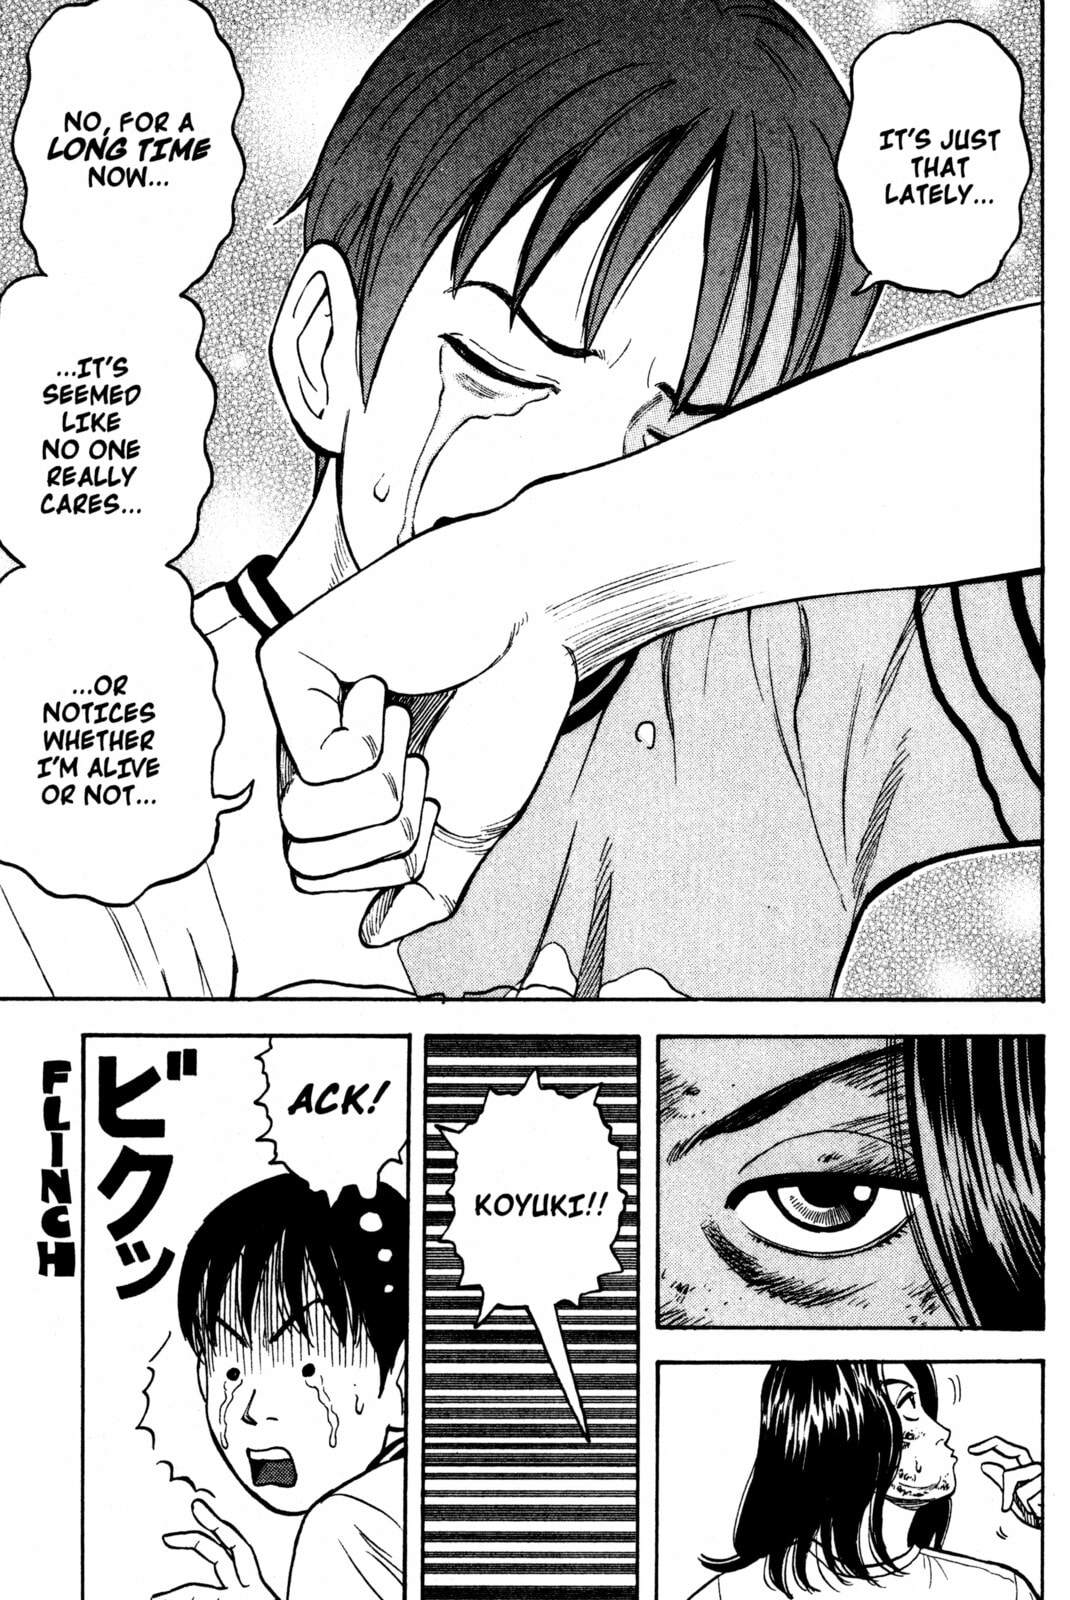 IT'S JUST
THAT
LATELY...
NO, FOR A
LONG TIME
NOW...
...IT'S
SEEMED
LIKE
NO ONE
REALLY
CARES...
...OR
NOTICES
WHETHER
I'M ALIVE
OR NOT...
KOYUKI!!
ACK!
ビクッ
FLINCH